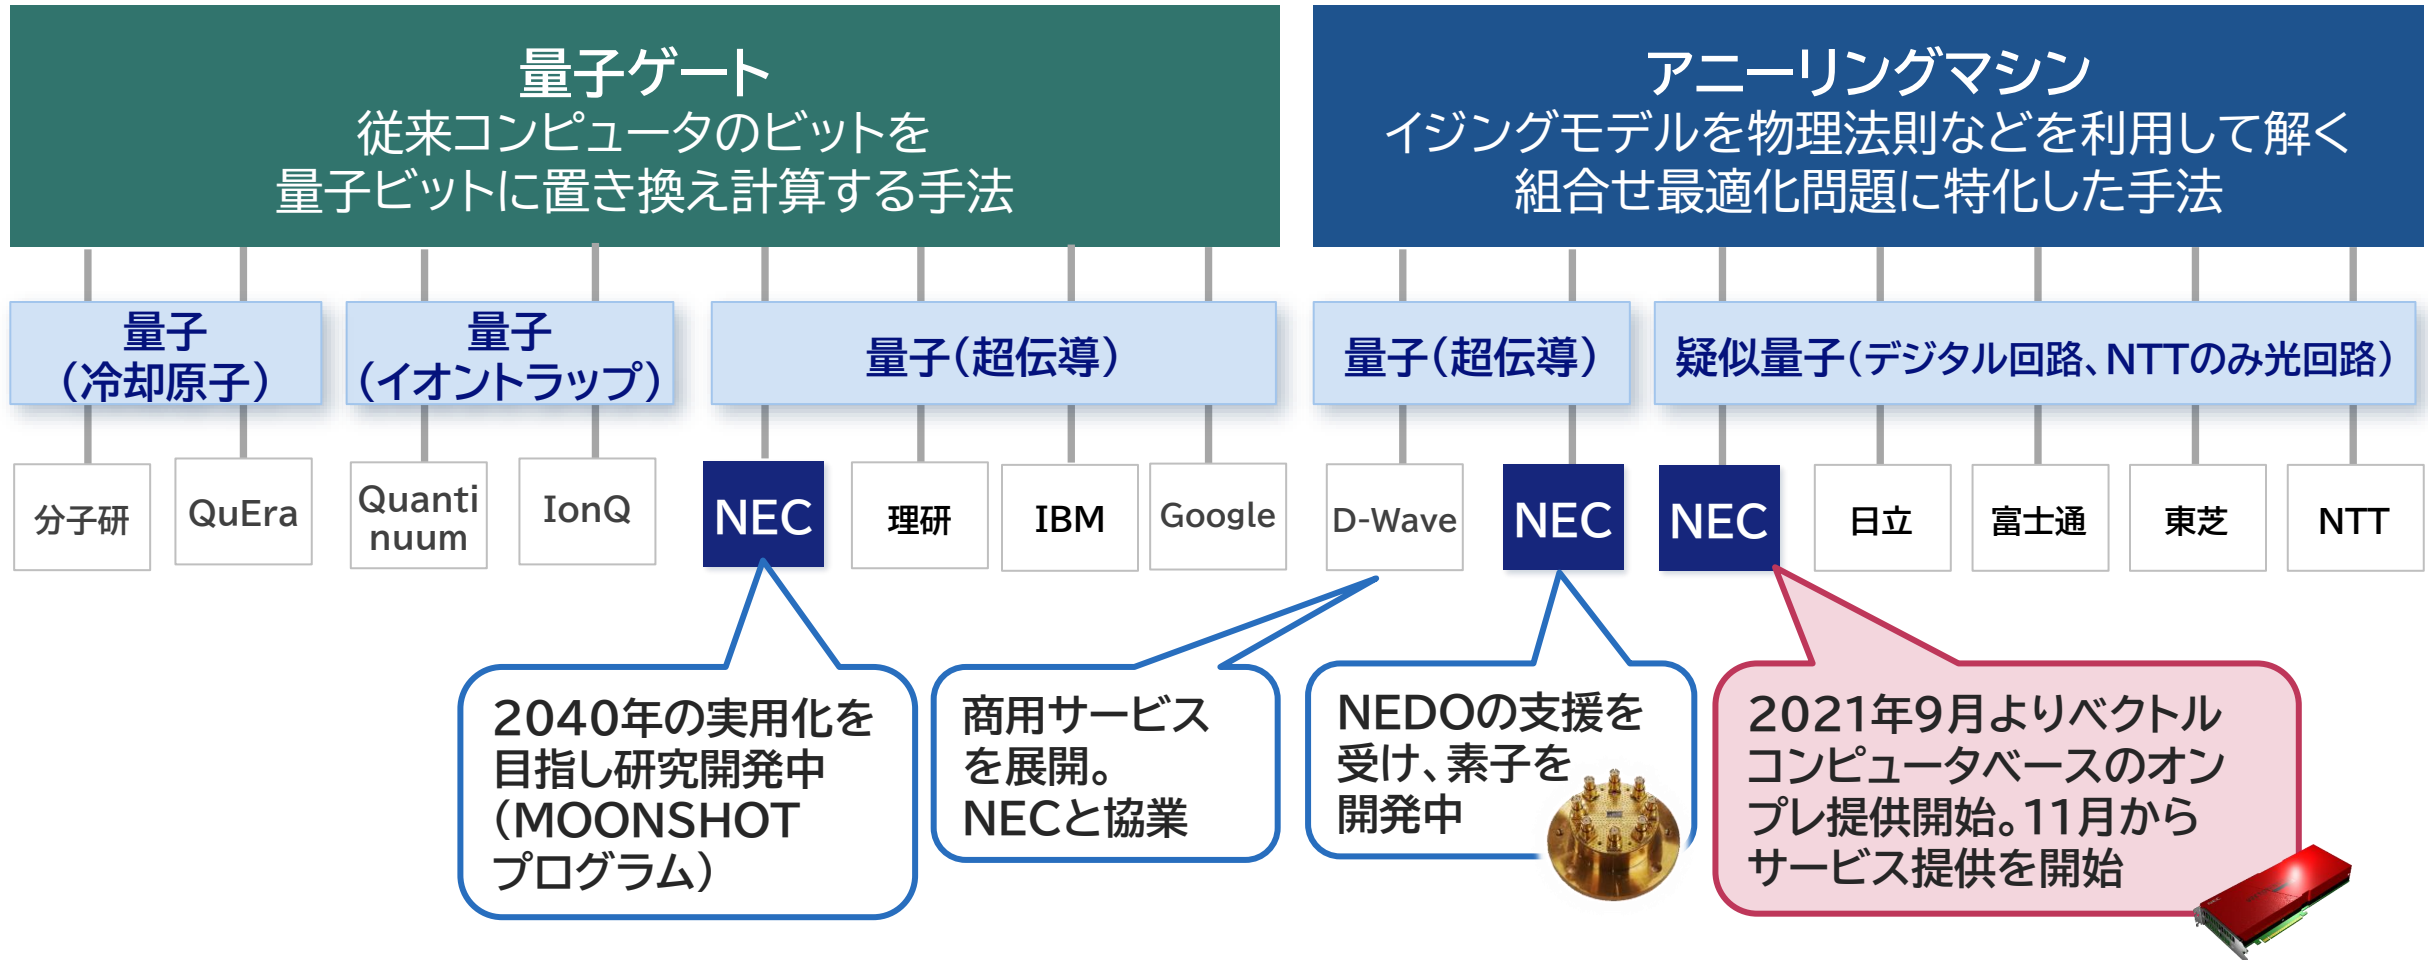 量子ゲート
従来コンピュータのビットを
量子ビットに置き換え計算する手法
アニーリングマシン
イジングモデルを物理法則などを利用して解く
組合せ最適化問題に特化した手法
量子
（冷却原子）
量子
（イオントラップ）
量子（超伝導）
量子（超伝導）
疑似量子（デジタル回路、NTTのみ光回路）
分子研
QuEra
Quanti
nuum
IonQ
NEC
理研
IBM
Google
D-Wave
NEC
NEC
日立
富士通
東芝
NTT
2040年の実用化を
目指し研究開発中
（MOONSHOT
プログラム）
商用サービス
を展開。
NECと協業
NEDOの支援を
受け、素子を
開発中
2021年9月よりベクトル
コンピュータベースのオン
プレ提供開始。11月から
サービス提供を開始